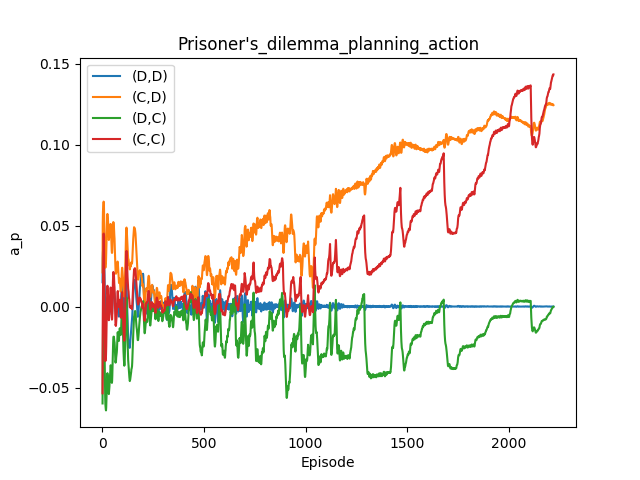 Prisoner's_dilemma_planning_action
0.15
0.10
0.05
0.00
−0.05
a_p
(D,D)
(C,D)
(D,C)
(C,C)
0
500
1000
1500
2000
Episode